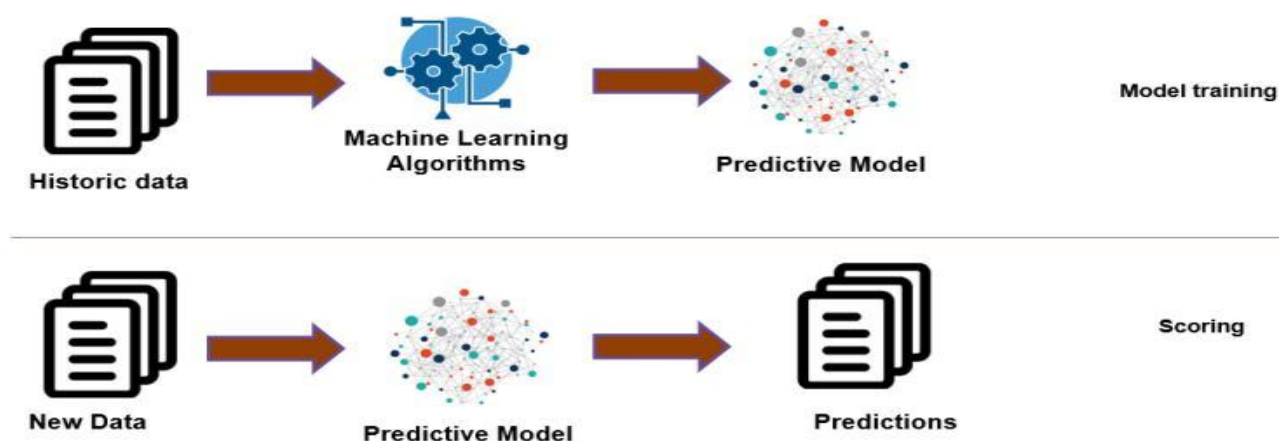 Historic data
Machine Learning
Algorithms
Predictive Model
Model training
New Data
Predictive Model
Predictions
Scoring